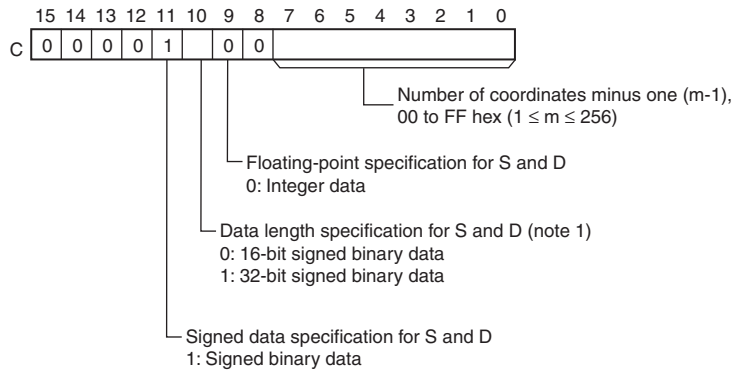 15 14 13 12 11 10 9 8 7 6 5 4 3 2 1 0
C 0 0 0 0 1 0 0
Number of coordinates minus one (m-1),
00 to FF hex (1 ≤ m ≤ 256)
Floating-point specification for S and D
0: Integer data
Data length specification for S and D (note 1)
0: 16-bit signed binary data
1: 32-bit signed binary data
Signed data specification for S and D
1: Signed binary data